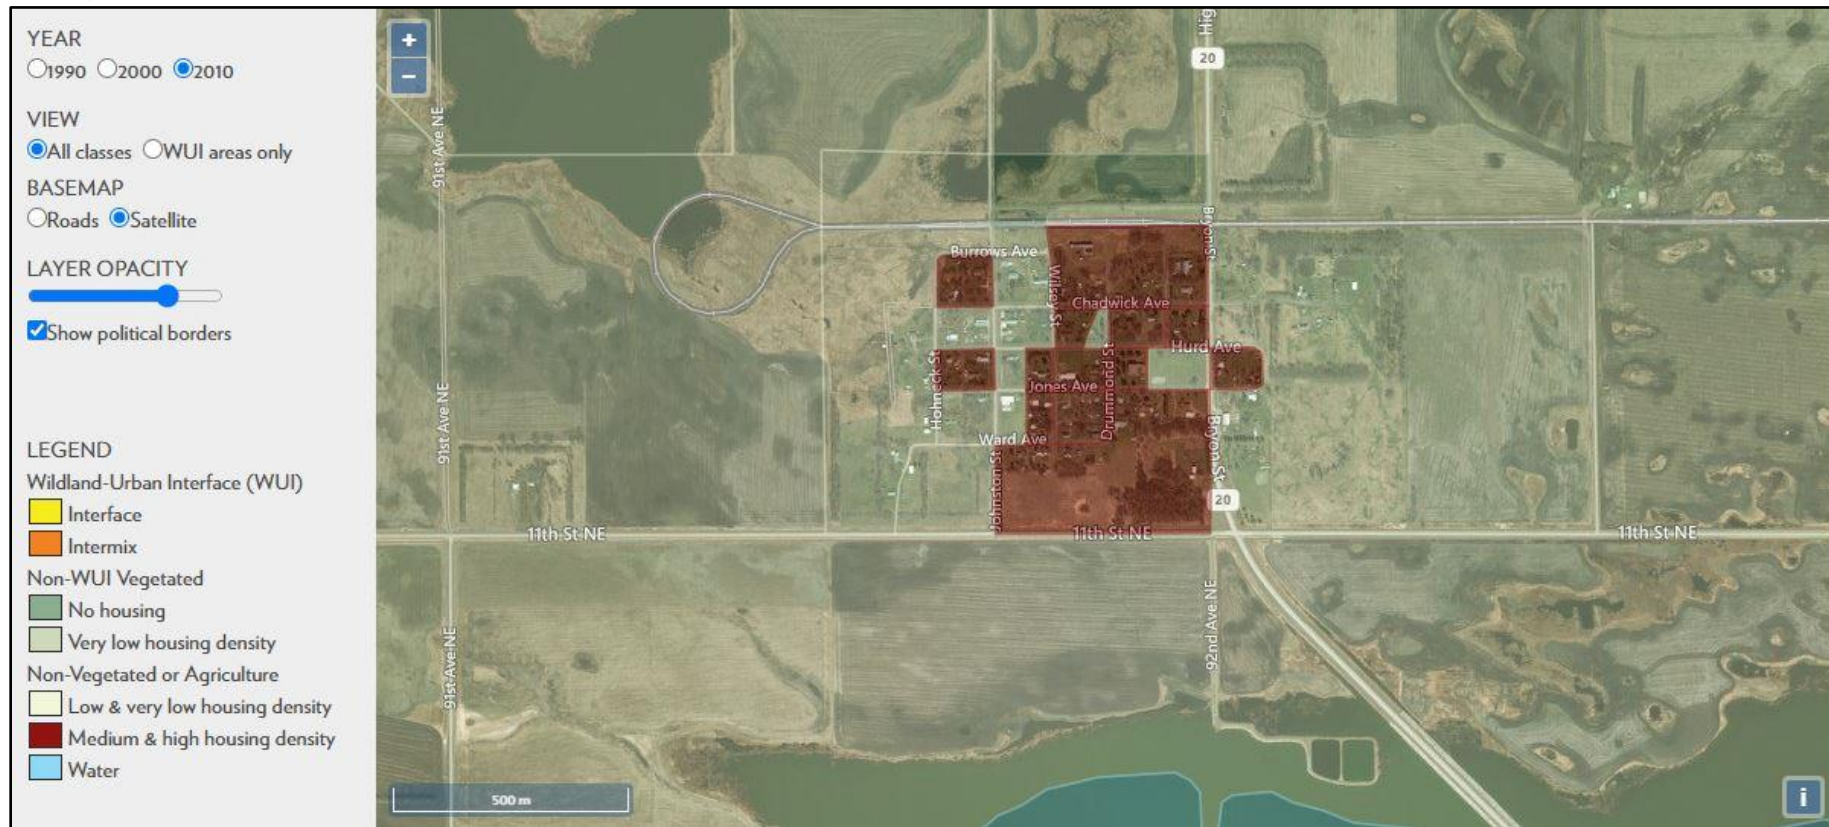 YEAR
1990 2000 2010
VIEW
All classes WUI areas only
BASEMAP
Roads Satellite
LAYER OPACITY
Show political borders
LEGEND
Wildland-Urban Interface (WUI)
Interface
Intermix
Non-WUI Vegetated
No housing
Very low housing density
Non-Vegetated or Agriculture
Low & very low housing density
Medium & high housing density
Water
+
−
20
91st Ave NE
Bryon St
Burrows Ave
Wilsey St
Chadwick Ave
Hurd Ave
Hohneck St
Drummond St
Jones Ave
91st Ave NE
Bryon St
Ward Ave
Johnston St
20
11th St NE
11th St NE
11th St NE
92nd Ave NE
91st Ave NE
500 m
i